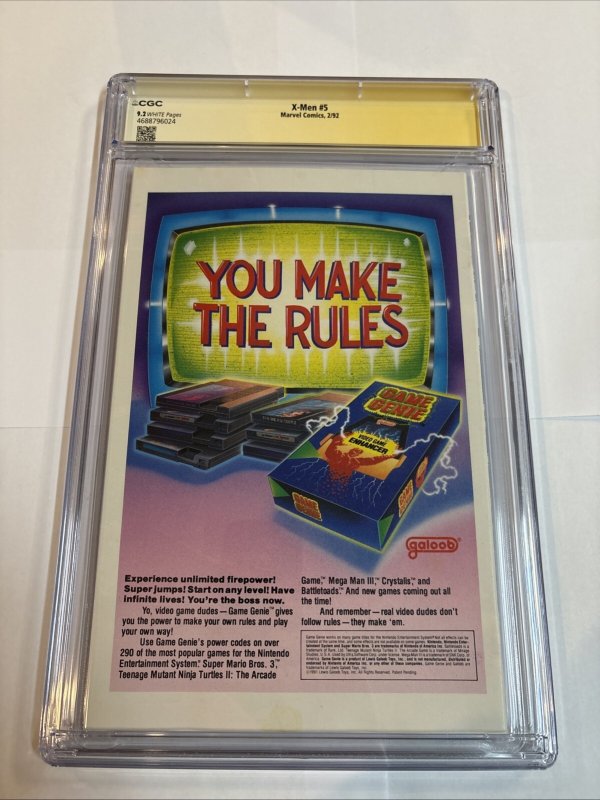 CGC
9.2 WHITE Pages
4688796024
X-Men #5
Marvel Comics, 2/92
YOU MAKE
THE RULES
GAME
GENIE™
VIDEO GAME
ENHANCER
GAME
GENIE
GAME
GENIE
galoob®
Experience unlimited firepower!
Super jumps! Start on any level! Have
infinite lives! You're the boss now.
Yo, video game dudes — Game Genie™ gives
you the power to make your own rules and play
your own way!
Use Game Genie's power codes on over
290 of the most popular games for the Nintendo
Entertainment System.® Super Mario Bros. 3,™
Teenage Mutant Ninja Turtles II: The Arcade
Game,™ Mega Man III,™ Crystalis,™ and
Battletoads.™ And new games coming out all
the time!
And remember — real video dudes don't
follow rules — they make 'em.